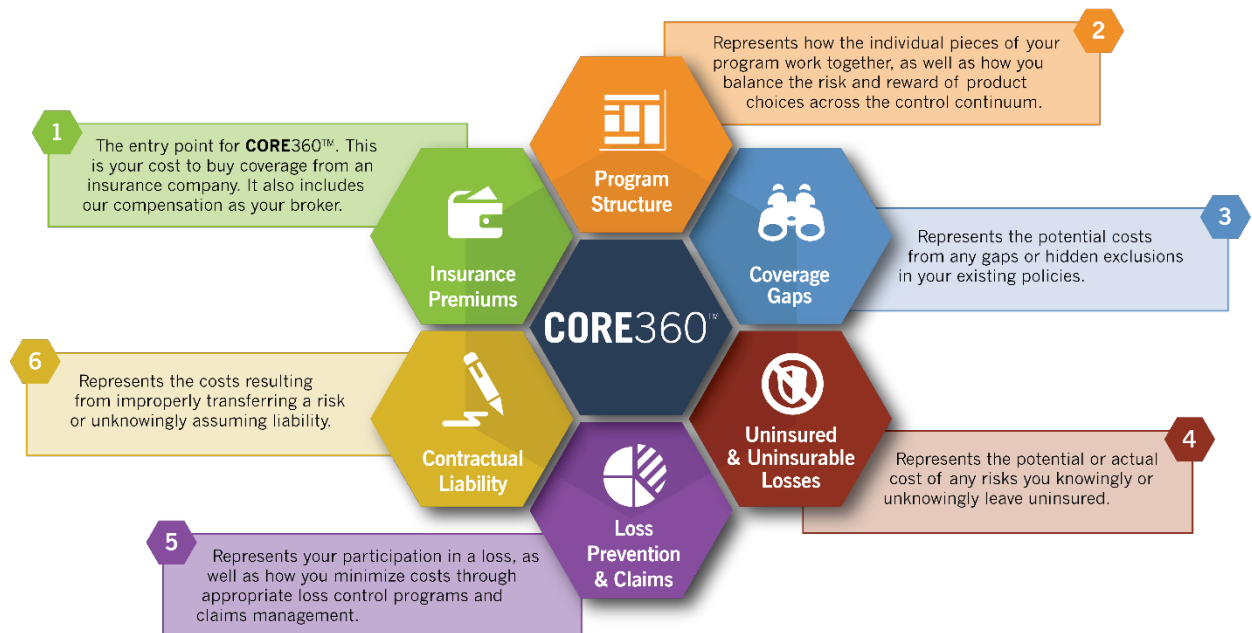 1
The entry point for CORE360™. This
is your cost to buy coverage from an
insurance company. It also includes
our compensation as your broker.
Insurance
Premiums
2
Represents how the individual pieces of your
program work together, as well as how you
balance the risk and reward of product
choices across the control continuum.
Program
Structure
3
Represents the potential costs
from any gaps or hidden exclusions
in your existing policies.
Coverage
Gaps
CORE360™
4
Represents the potential or actual
cost of any risks you knowingly or
unknowingly leave uninsured.
Uninsured
& Uninsurable
Losses
5
Represents your participation in a loss, as
well as how you minimize costs through
appropriate loss control programs and
claims management.
Loss
Prevention
& Claims
6
Represents the costs resulting
from improperly transferring a risk
or unknowingly assuming liability.
Contractual
Liability